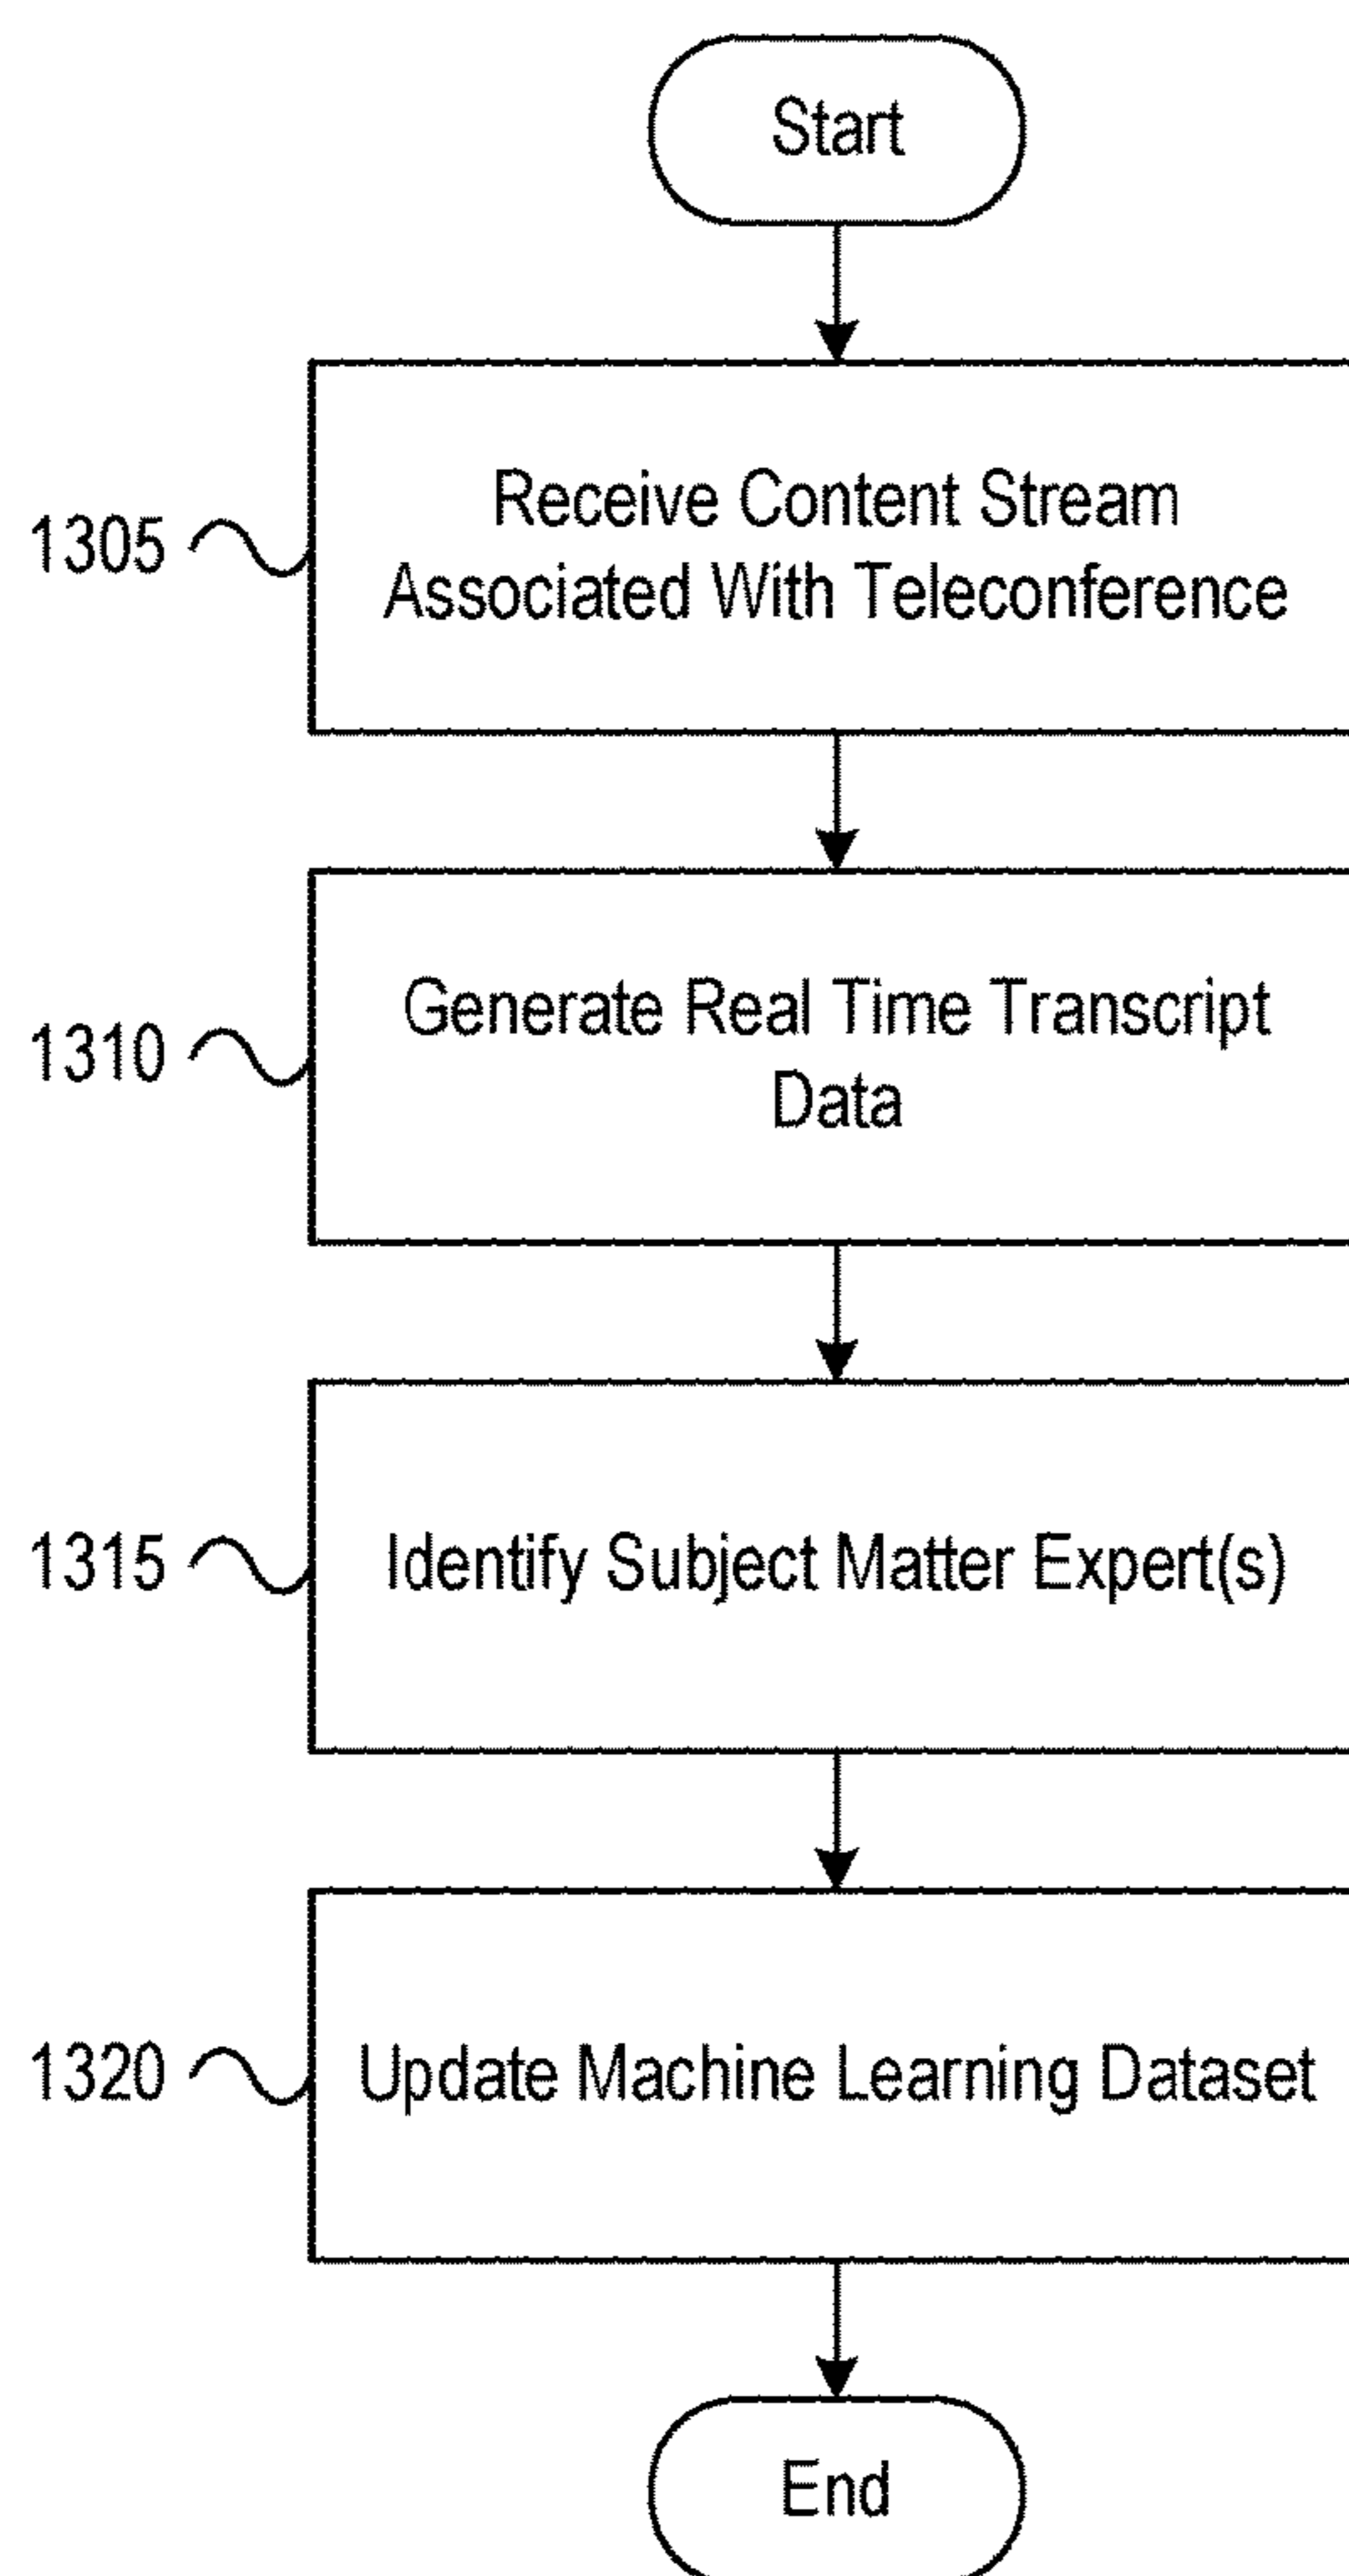 Start
Receive Content Stream
Associated With Teleconference
1305
Generate Real Time Transcript
Data
1310
Identify Subject Matter Expert(s)
1315
Update Machine Learning Dataset
1320
End